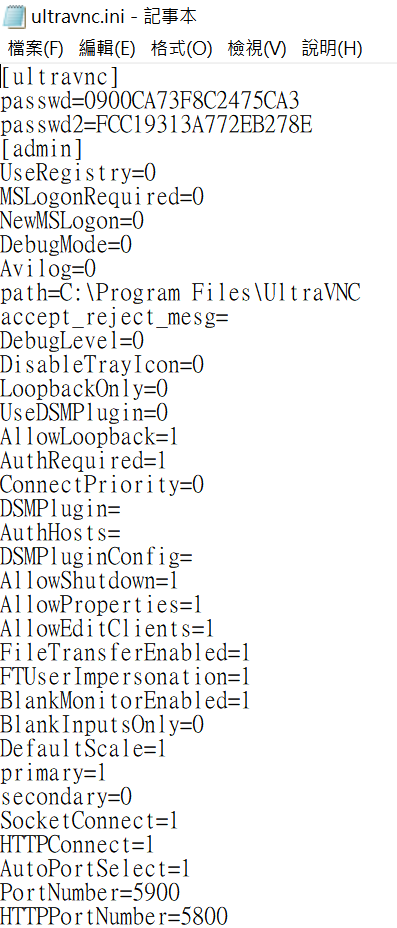 ultravnc.ini - 記事本
檔案(F) 編輯(E) 格式(O) 檢視(V) 說明(H)
[ultravnc]
passwd=0900CA73F8C2475CA3
passwd2=FCC19313A772EB278E
[admin]
UseRegistry=0
MSLogonRequired=0
NewMSLogon=0
DebugMode=0
Avilog=0
path=C:\Program Files\UltraVNC
accept_reject_mesg=
DebugLevel=0
DisableTrayIcon=0
LoopbackOnly=0
UseDSMPlugin=0
AllowLoopback=1
AuthRequired=1
ConnectPriority=0
DSMPlugin=
AuthHosts=
DSMPluginConfig=
AllowShutdown=1
AllowProperties=1
AllowEditClients=1
FileTransferEnabled=1
FTUserImpersonation=1
BlankMonitorEnabled=1
BlankInputsOnly=0
DefaultScale=1
primary=1
secondary=0
SocketConnect=1
HTTPConnect=1
AutoPortSelect=1
PortNumber=5900
HTTPPortNumber=5800